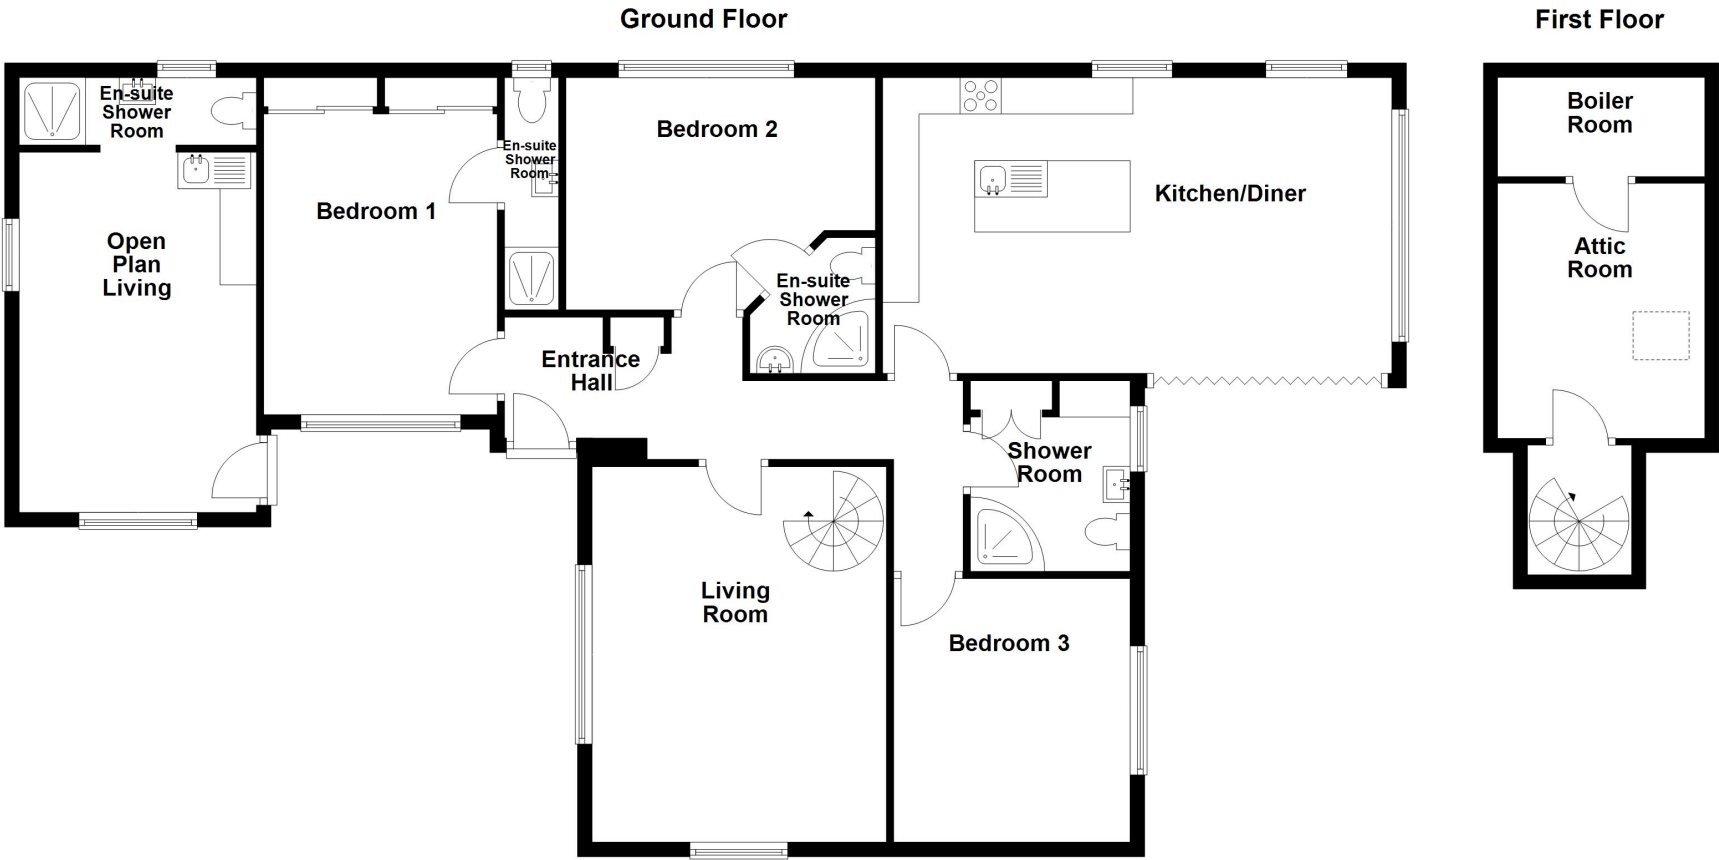 Ground Floor
First Floor
En-suite
Shower
Room
Open
Plan
Living
Bedroom 1
En-suite
Shower
Room
Bedroom 2
En-suite
Shower
Room
Kitchen/Diner
Entrance
Hall
Shower
Room
Living
Room
Bedroom 3
Boiler
Room
Attic
Room